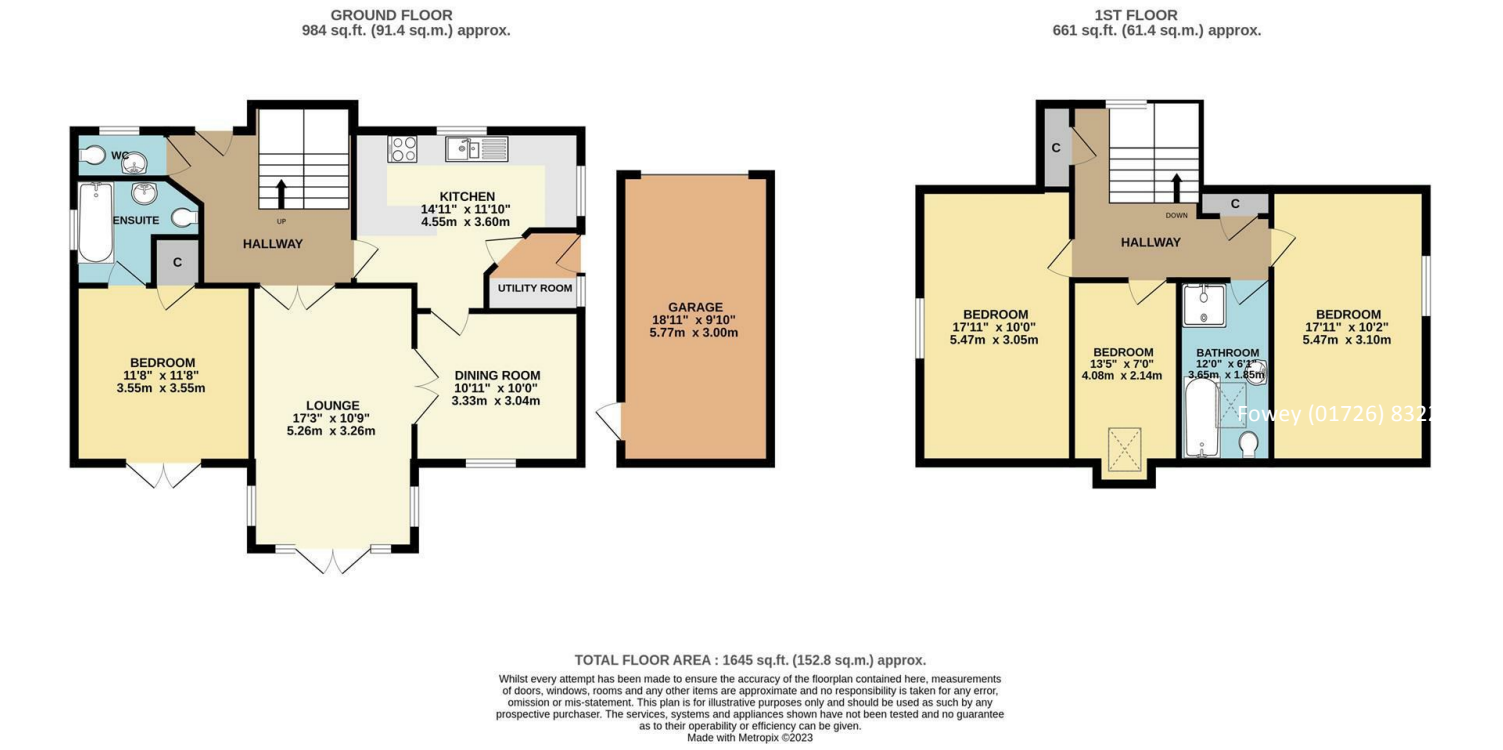 GROUND FLOOR
984 sq.ft. (91.4 sq.m.) approx.
WC
ENSUITE
C
UP
HALLWAY
KITCHEN
14'11" x 11'10"
4.55m x 3.60m
UTILITY ROOM
BEDROOM
11'8" x 11'8"
3.55m x 3.55m
LOUNGE
17'3" x 10'9"
5.26m x 3.26m
DINING ROOM
10'11" x 10'0"
3.33m x 3.04m
GARAGE
18'11" x 9'10"
5.77m x 3.00m
1ST FLOOR
661 sq.ft. (61.4 sq.m.) approx.
C
C
DOWN
HALLWAY
BEDROOM
17'11" x 10'0"
5.47m x 3.05m
BEDROOM
13'5" x 7'0"
4.08m x 2.14m
BATHROOM
12'0" x 6'1"
3.65m x 1.85m
BEDROOM
17'11" x 10'2"
5.47m x 3.10m
Fowey (01726) 832
TOTAL FLOOR AREA : 1645 sq.ft. (152.8 sq.m.) approx.
Whilst every attempt has been made to ensure the accuracy of the floorplan contained here, measurements
of doors, windows, rooms and any other items are approximate and no responsibility is taken for any error,
omission or mis-statement. This plan is for illustrative purposes only and should be used as such by any
prospective purchaser. The services, systems and appliances shown have not been tested and no guarantee
as to their operability or efficiency can be given.
Made with Metropix ©2023